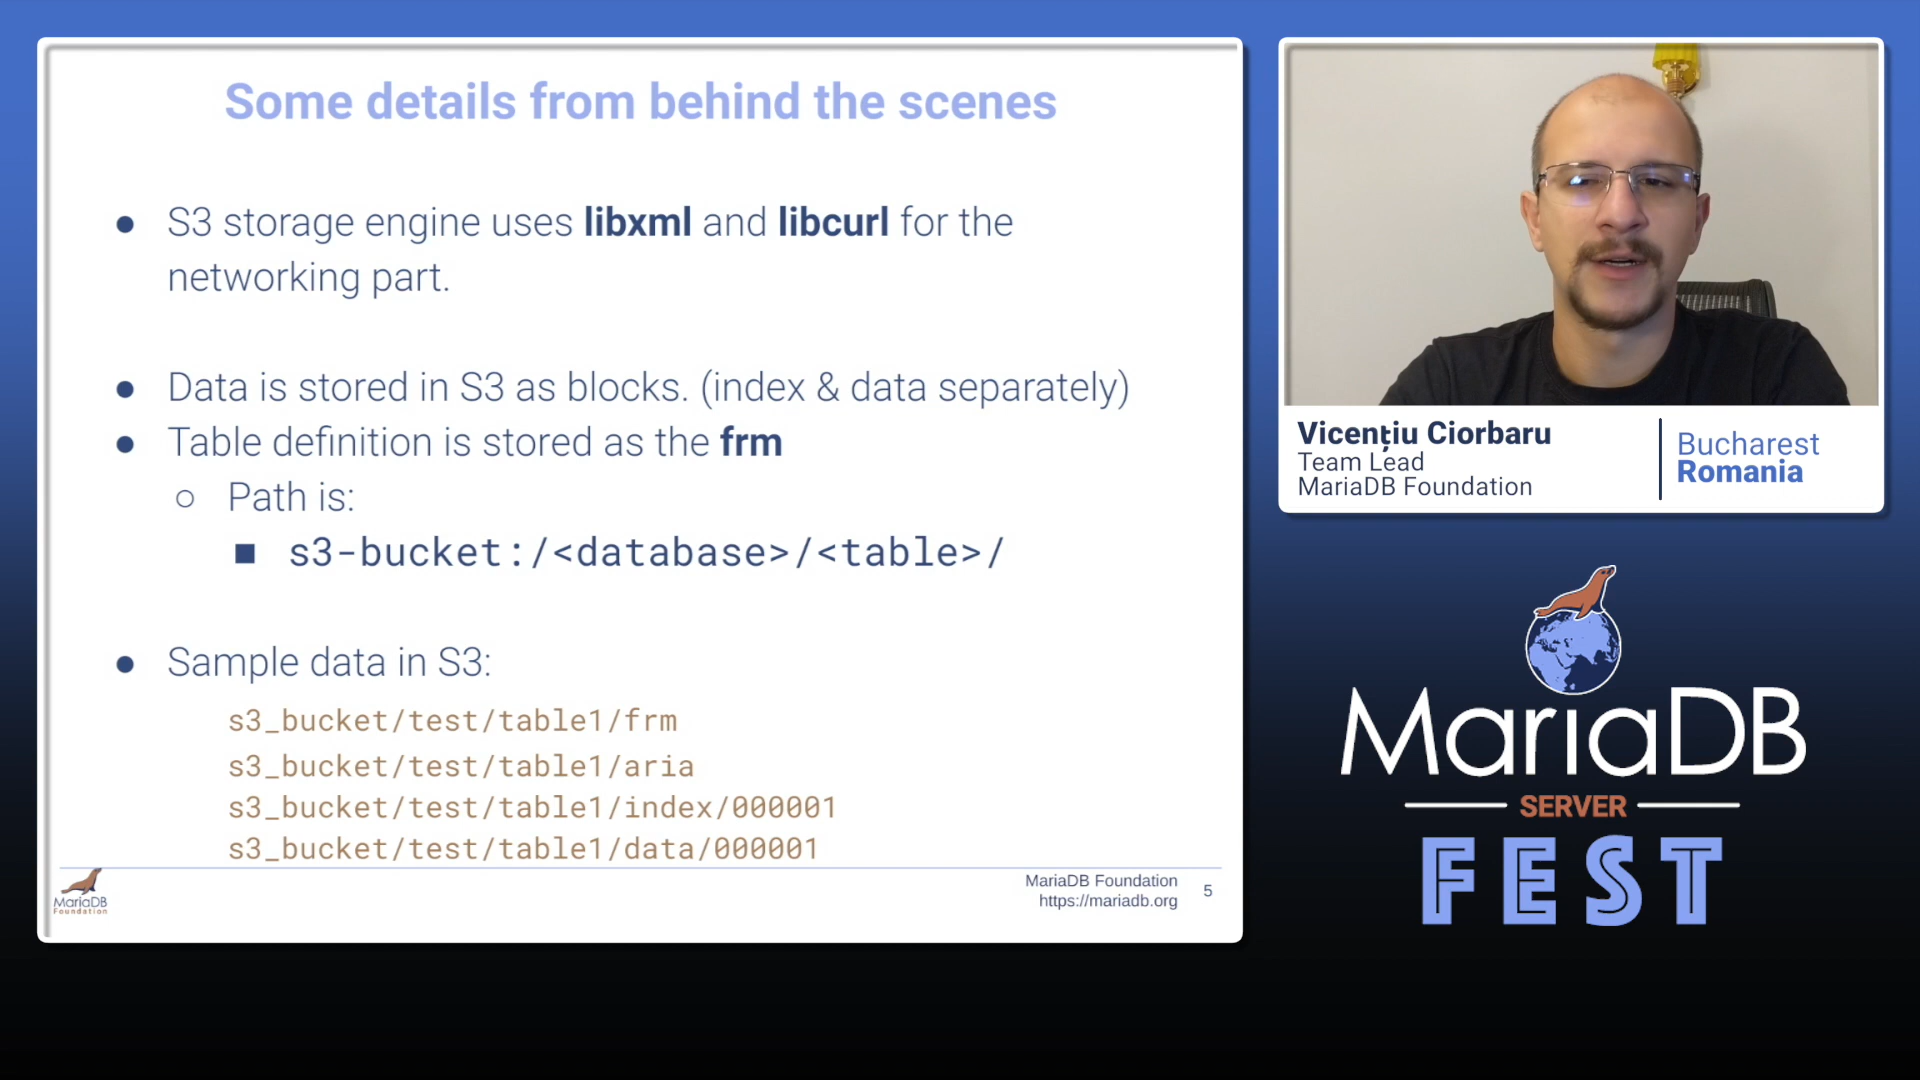 Some details from behind the scenes
● S3 storage engine uses libxml and libcurl for the
networking part.
● Data is stored in S3 as blocks. (index & data separately)
● Table definition is stored as the frm
○ Path is:
■ s3-bucket:/<database>/<table>/
● Sample data in S3:
s3_bucket/test/table1/frm
s3_bucket/test/table1/aria
s3_bucket/test/table1/index/000001
s3_bucket/test/table1/data/000001
MariaDB
Foundation
MariaDB Foundation
https://mariadb.org
5
Vicențiu Ciorbaru
Team Lead
MariaDB Foundation
Bucharest
Romania
MariaDB
SERVER
FEST